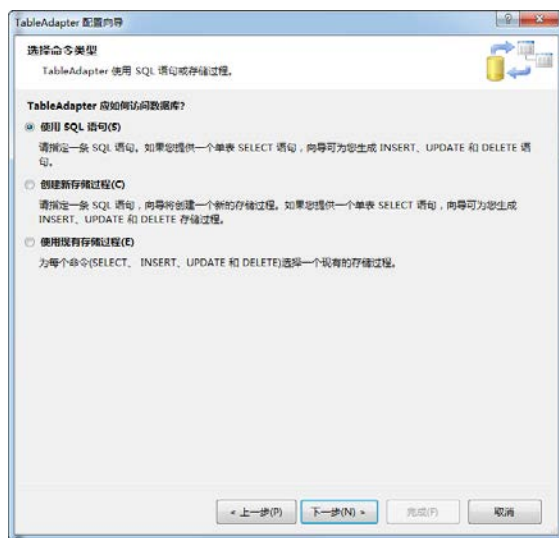 TableAdapter 配置向导
选择命令类型
TableAdapter 使用 SQL 语句或存储过程。
TableAdapter 应如何访问数据库?
使用 SQL 语句(S)
请指定一条 SQL 语句。如果您提供一个单表 SELECT 语句，向导可为您生成 INSERT、UPDATE 和 DELETE 语
句。
创建新存储过程(C)
请指定一条 SQL 语句，向导将创建一个新的存储过程。如果您提供一个单表 SELECT 语句，向导可为您生成
INSERT、UPDATE 和 DELETE 存储过程。
使用现有存储过程(E)
为每个命令(SELECT、 INSERT、UPDATE 和 DELETE)选择一个现有的存储过程。
< 上一步(P)
下一步(N) >
完成(F)
取消